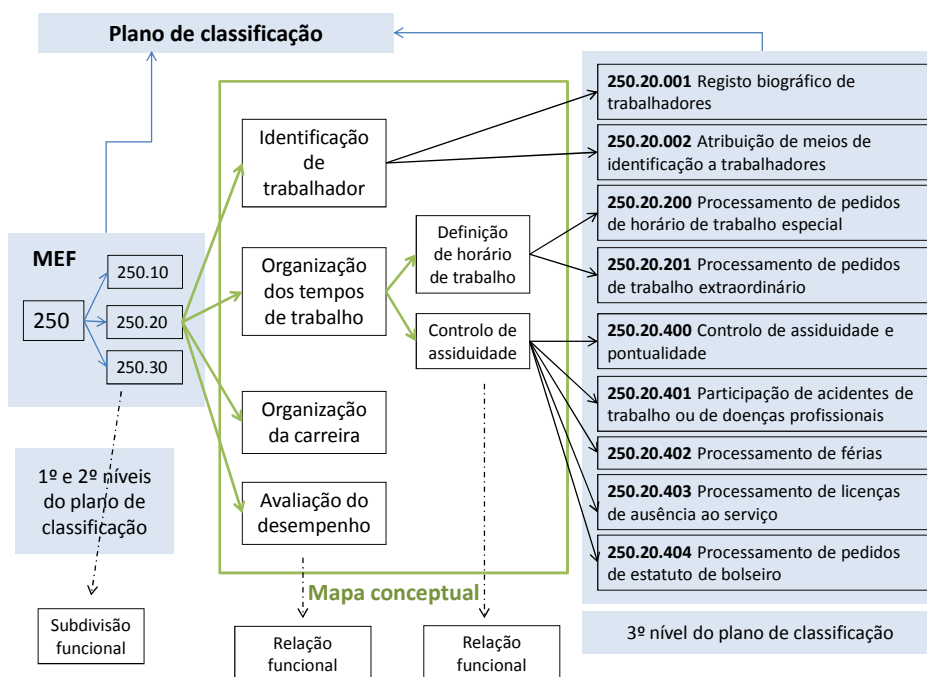 Plano de classificação
MEF
250
250.10
250.20
250.30
1º e 2º níveis
do plano de
classificação
Subdivisão
funcional
Identificação
de
trabalhador
Organização
dos tempos
de trabalho
Organização
da carreira
Avaliação do
desempenho
Definição
de horário
de trabalho
Controlo de
assiduidade
Mapa conceptual
Relação
funcional
Relação
funcional
250.20.001 Registo biográfico de
trabalhadores
250.20.002 Atribuição de meios de
identificação a trabalhadores
250.20.200 Processamento de pedidos
de horário de trabalho especial
250.20.201 Processamento de pedidos
de trabalho extraordinário
250.20.400 Controlo de assiduidade e
pontualidade
250.20.401 Participação de acidentes de
trabalho ou de doenças profissionais
250.20.402 Processamento de férias
250.20.403 Processamento de licenças
de ausência ao serviço
250.20.404 Processamento de pedidos
de estatuto de bolseiro
3º nível do plano de classificação